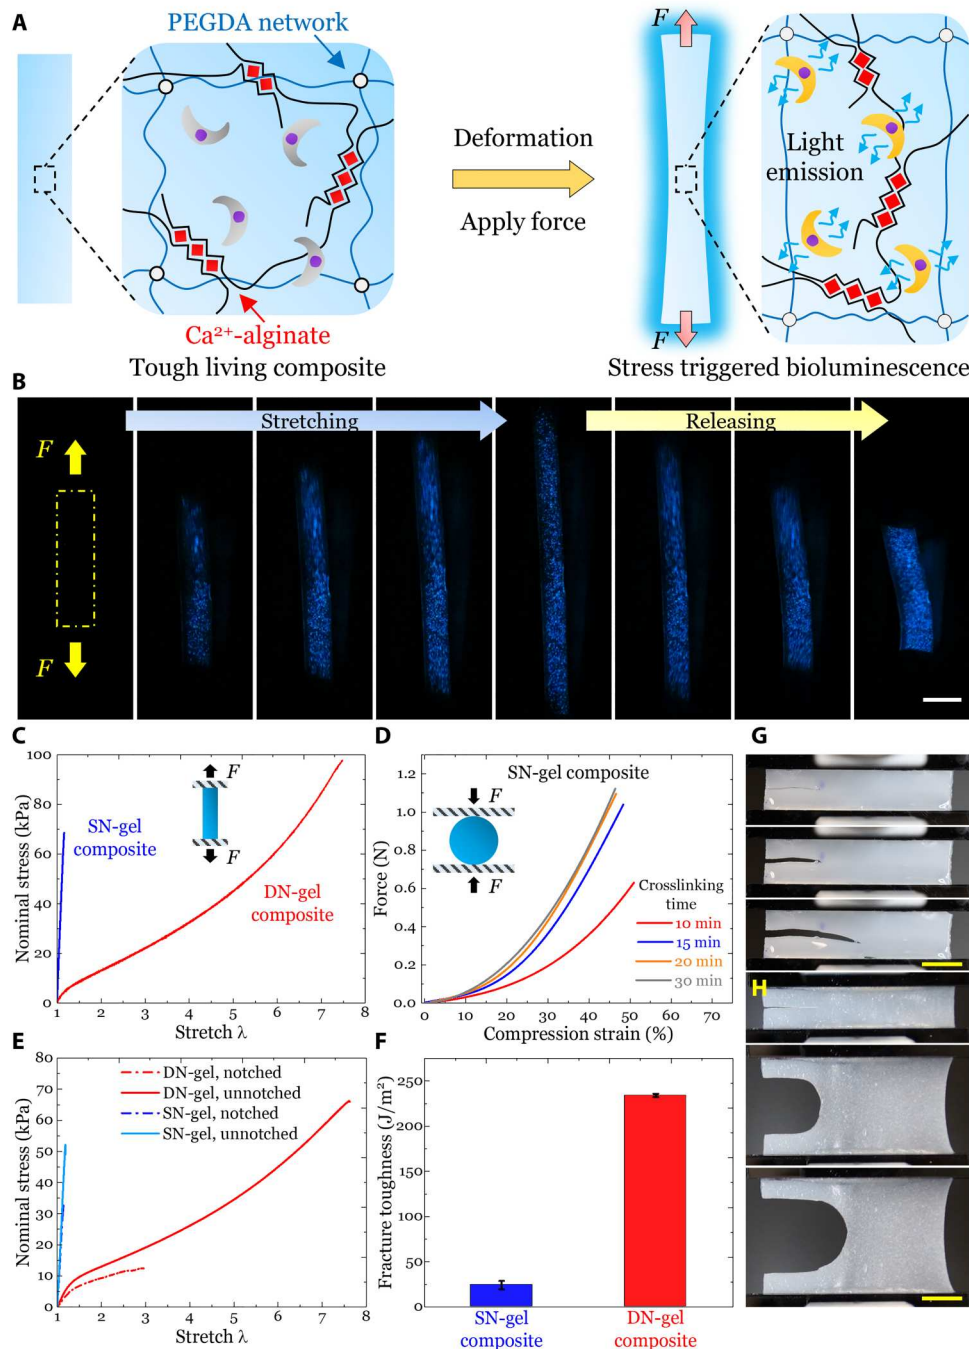 A
PEGDA network
Ca²⁺-alginate
Tough living composite
Deformation
Apply force
F
F
Light
emission
Stress triggered bioluminescence
B
Stretching
Releasing
F
F
C
100
80
60
40
20
0
Nominal stress (kPa)
1 2 3 4 5 6 7 8
Stretch λ
SN-gel
composite
DN-gel
composite
F
F
D
1.2
1.0
0.8
0.6
0.4
0.2
0.0
Force (N)
0 10 20 30 40 50 60 70
Compression strain (%)
SN-gel composite
F
F
Crosslinking
time
10 min
15 min
20 min
30 min
E
80
70
60
50
40
30
20
10
0
Nominal stress (kPa)
1 2 3 4 5 6 7 8
Stretch λ
DN-gel, notched
DN-gel, unnotched
SN-gel, notched
SN-gel, unnotched
F
250
200
150
100
50
0
Fracture toughness (J/m²)
SN-gel
composite
DN-gel
composite
G
H